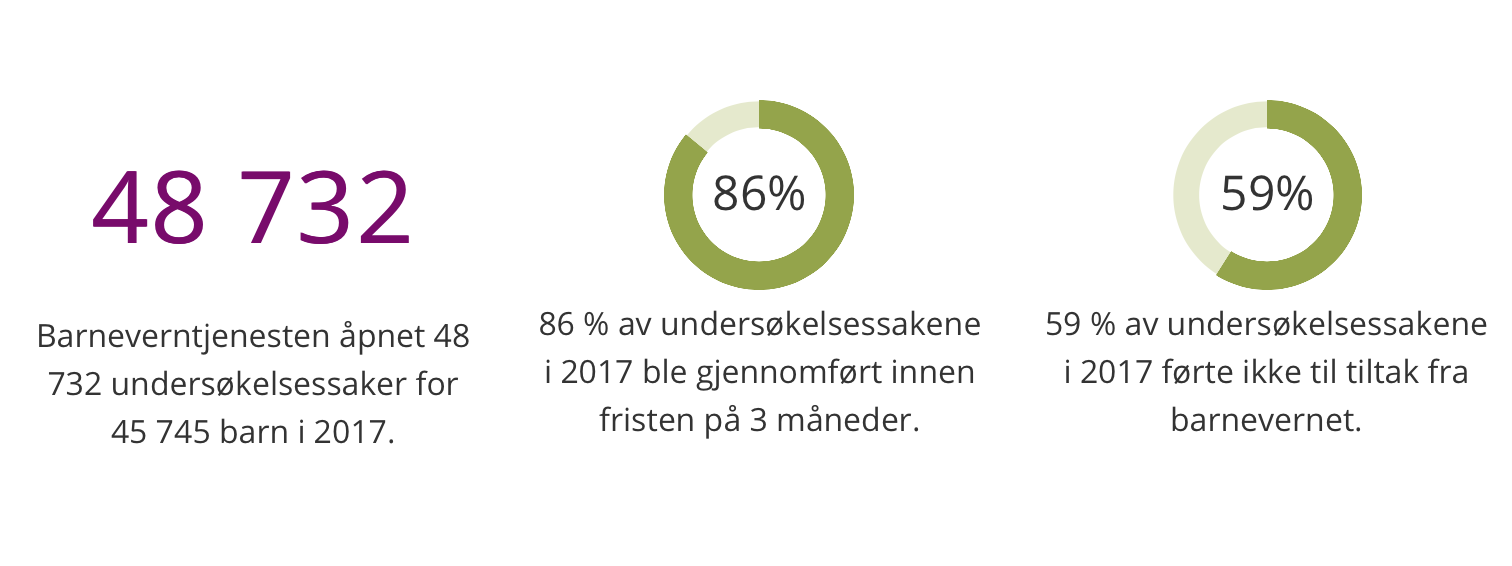 48 732
Barneverntjenesten åpnet 48
732 undersøkelsessaker for
45 745 barn i 2017.
86%
86 % av undersøkelsessakene
i 2017 ble gjennomført innen
fristen på 3 måneder.
59%
59 % av undersøkelsessakene
i 2017 førte ikke til tiltak fra
barnevernet.